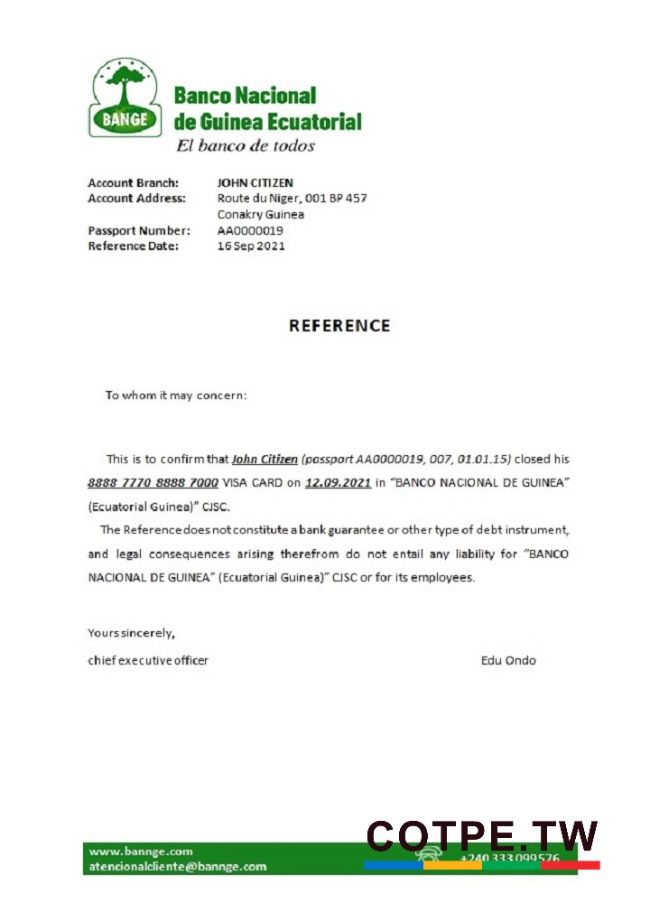 BANGE
Banco Nacional
de Guinea Ecuatorial
El banco de todos
Account Branch: JOHN CITIZEN
Account Address: Route du Niger, 001 BP 457
Conakry Guinea
Passport Number: AA0000019
Reference Date: 16 Sep 2021
REFERENCE
To whom it may concern:
This is to confirm that John Citizen (passport AA0000019, 007, 01.01.15) closed his
8888 7770 8888 7000 VISA CARD on 12.09.2021 in “BANCO NACIONAL DE GUINEA”
(Ecuatorial Guinea)” CJSC.
The Reference does not constitute a bank guarantee or other type of debt instrument,
and legal consequences arising therefrom do not entail any liability for “BANCO
NACIONAL DE GUINEA” (Ecuatorial Guinea)” CJSC or for its employees.
Yours sincerely,
chief executive officer Edu Ondo
COTPE.TW
www.bannge.com
+240 333 099576
atencionalcliente@bannge.com